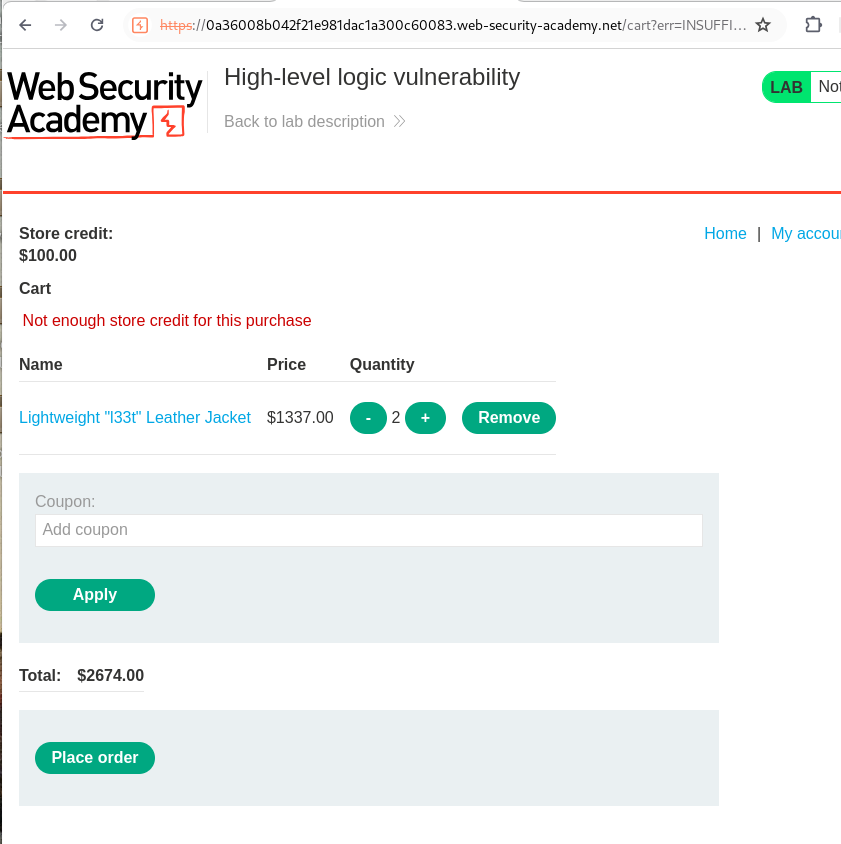 https://0a36008b042f21e981dac1a300c60083.web-security-academy.net/cart?err=INSUFFI...
WebSecurity
Academy
High-level logic vulnerability
Back to lab description
LAB Not
Store credit:
$100.00
Home | My accou
Cart
Not enough store credit for this purchase
Name Price Quantity
Lightweight "l33t" Leather Jacket $1337.00 - 2 + Remove
Coupon:
Add coupon
Apply
Total: $2674.00
Place order